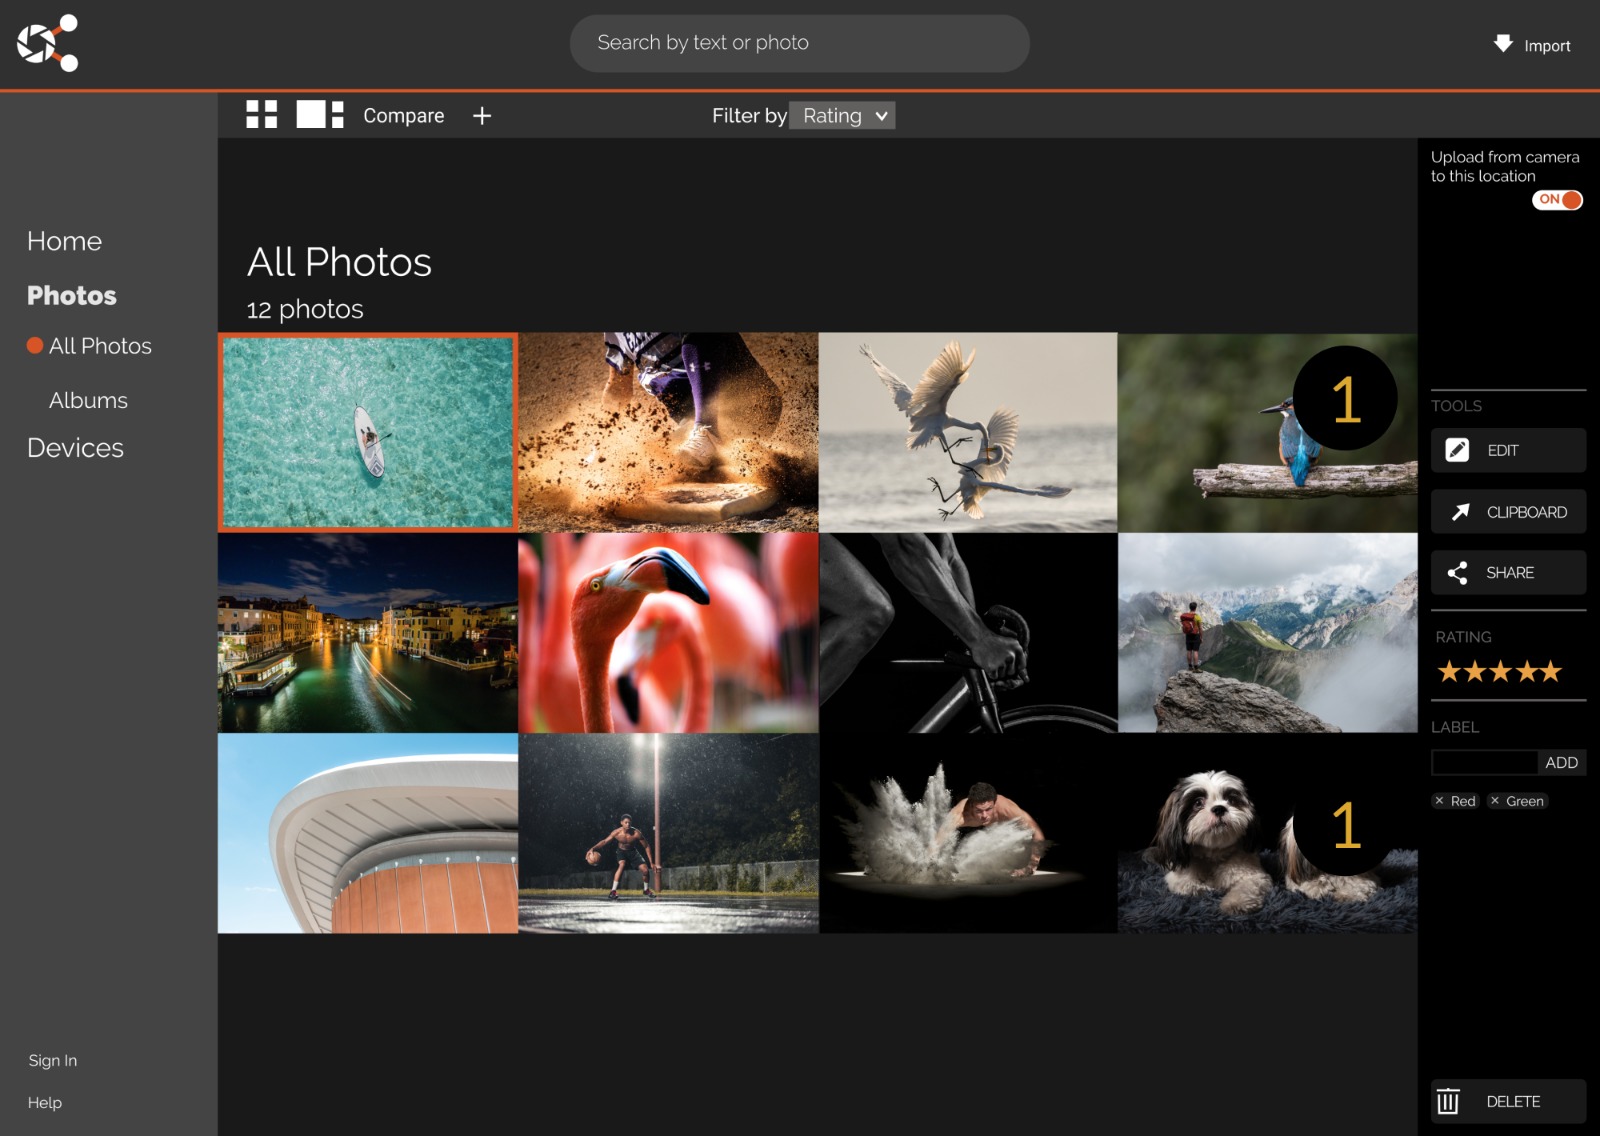 Search by text or photo
Import
Compare
Filter by Rating
Upload from camera
to this location
ON
Home
Photos
All Photos
Albums
Devices
All Photos
12 photos
1
1
TOOLS
EDIT
CLIPBOARD
SHARE
RATING
LABEL
ADD
× Red × Green
Sign In
Help
DELETE